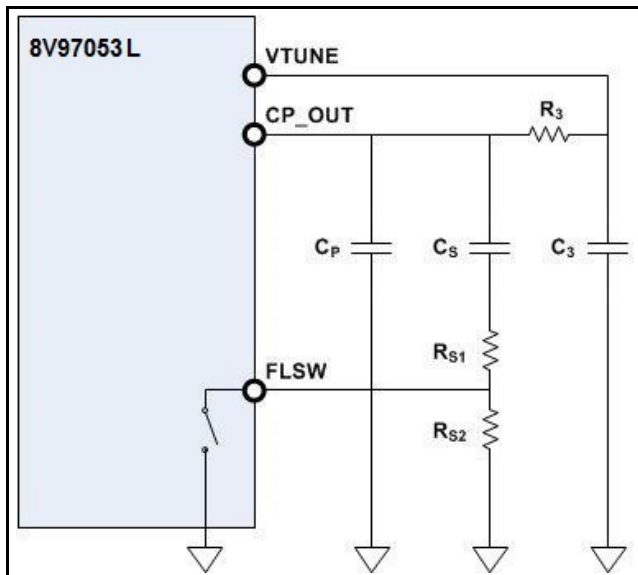 8V97053L
VTUNE
CP_OUT
R3
CP
CS
C3
RS1
FLSW
RS2